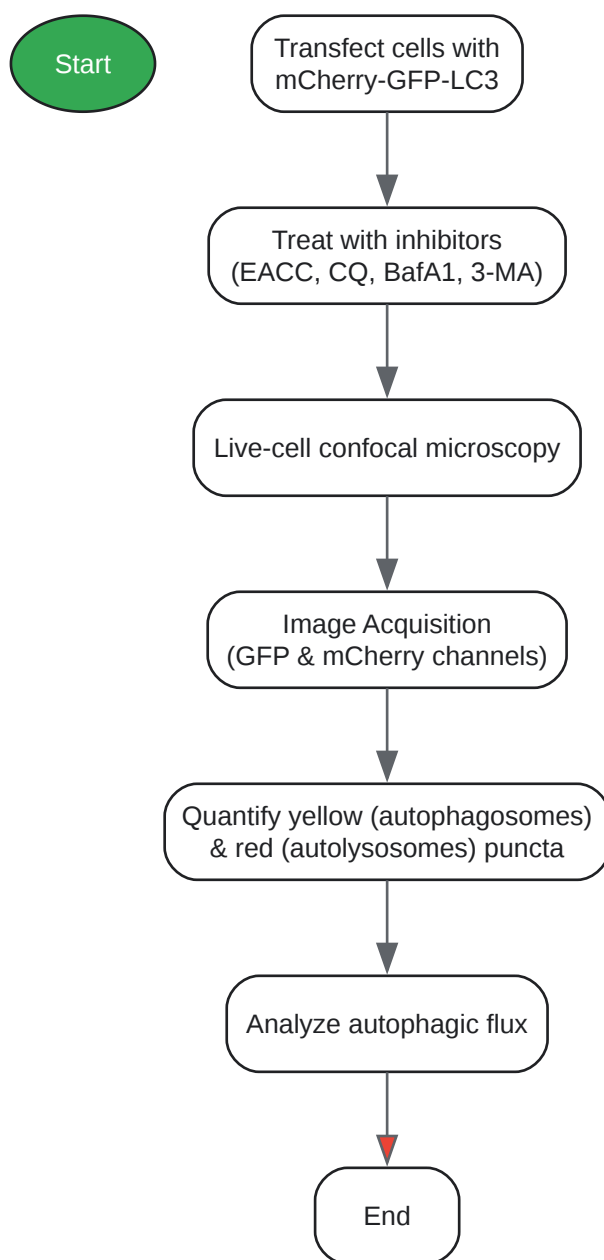 Start
Transfect cells with
mCherry-GFP-LC3
Treat with inhibitors
(EACC, CQ, BafA1, 3-MA)
Live-cell confocal microscopy
Image Acquisition
(GFP & mCherry channels)
Quantify yellow (autophagosomes)
& red (autolysosomes) puncta
Analyze autophagic flux
End